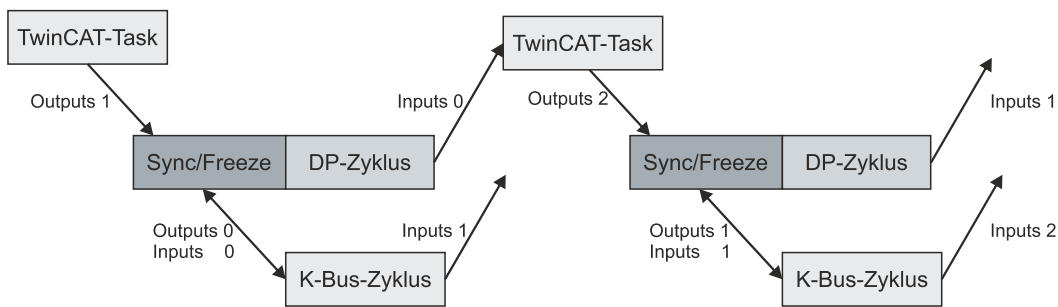 TwinCAT-Task
TwinCAT-Task
Outputs 1
Inputs 0
Outputs 2
Inputs 1
Sync/Freeze
DP-Zyklus
Sync/Freeze
DP-Zyklus
Outputs 0
Inputs 0
Inputs 1
Outputs 1
Inputs 1
Inputs 2
K-Bus-Zyklus
K-Bus-Zyklus